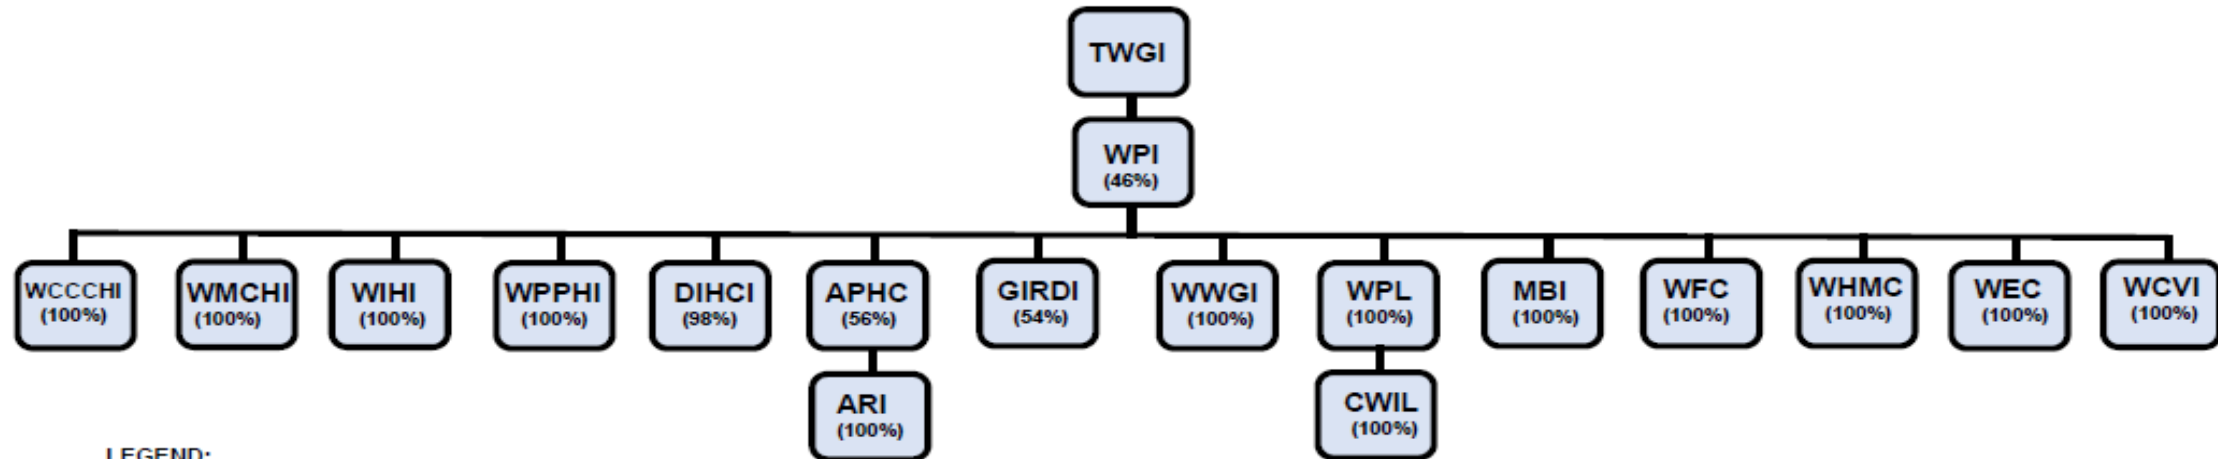 TWGI
WPI
(46%)
WCCCHI
(100%)
WMCHI
(100%)
WIHI
(100%)
WPPHI
(100%)
DIHCI
(98%)
APHC
(56%)
GIRDI
(54%)
WWGI
(100%)
WPL
(100%)
MBI
(100%)
WFC
(100%)
WHMC
(100%)
WEC
(100%)
WCVI
(100%)
ARI
(100%)
CWIL
(100%)
LEGEND: